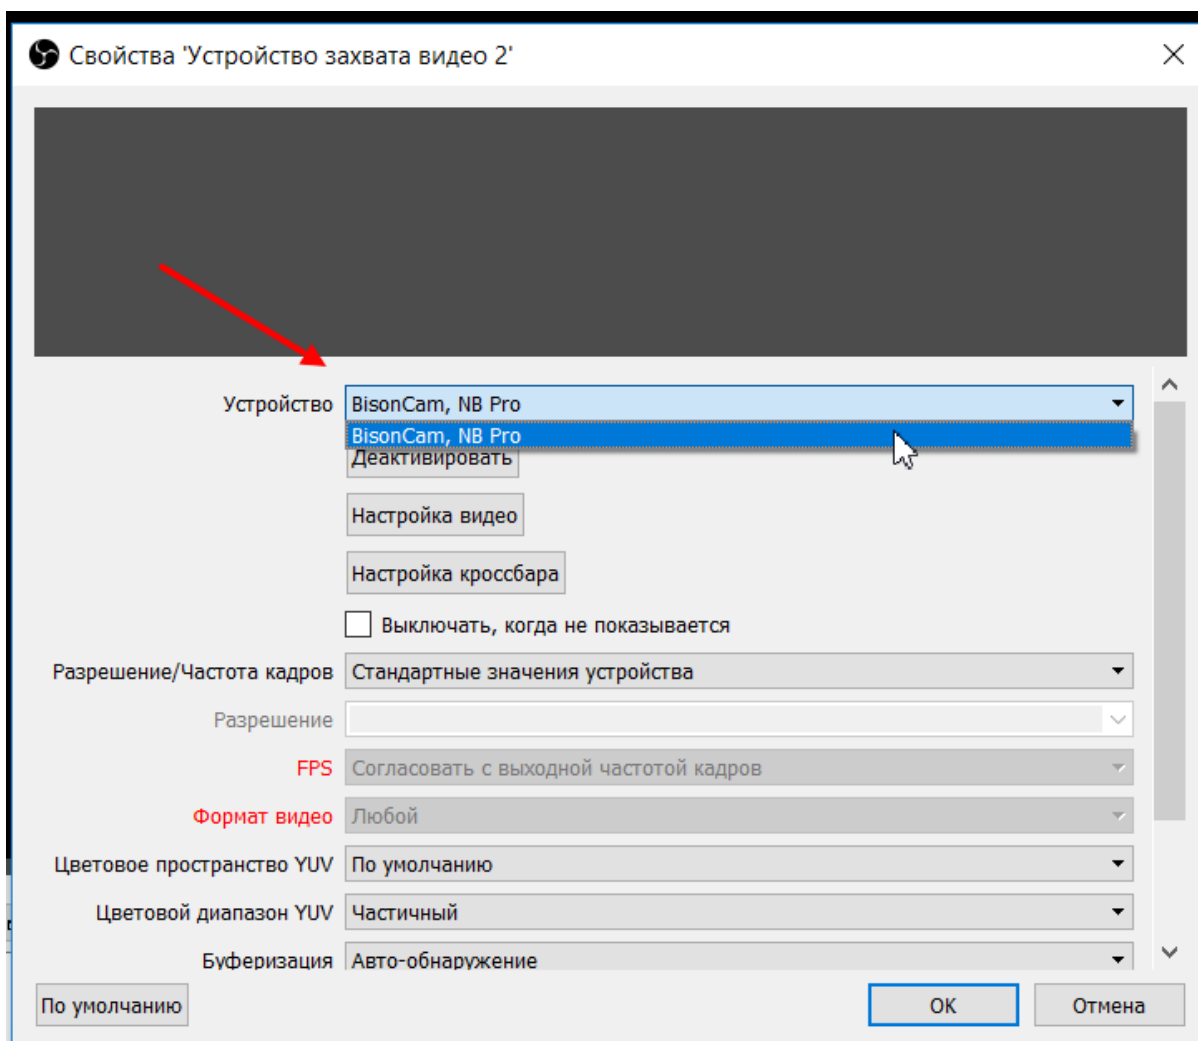 Свойства 'Устройство захвата видео 2'
Устройство BisonCam, NB Pro
BisonCam, NB Pro
Деактивировать
Настройка видео
Настройка кроссбара
Выключать, когда не показывается
Разрешение/Частота кадров Стандартные значения устройства
Разрешение
FPS Согласовать с выходной частотой кадров
Формат видео Любой
Цветовое пространство YUV По умолчанию
Цветовой диапазон YUV Частичный
Буферизация Авто-обнаружение
По умолчанию OK Отмена